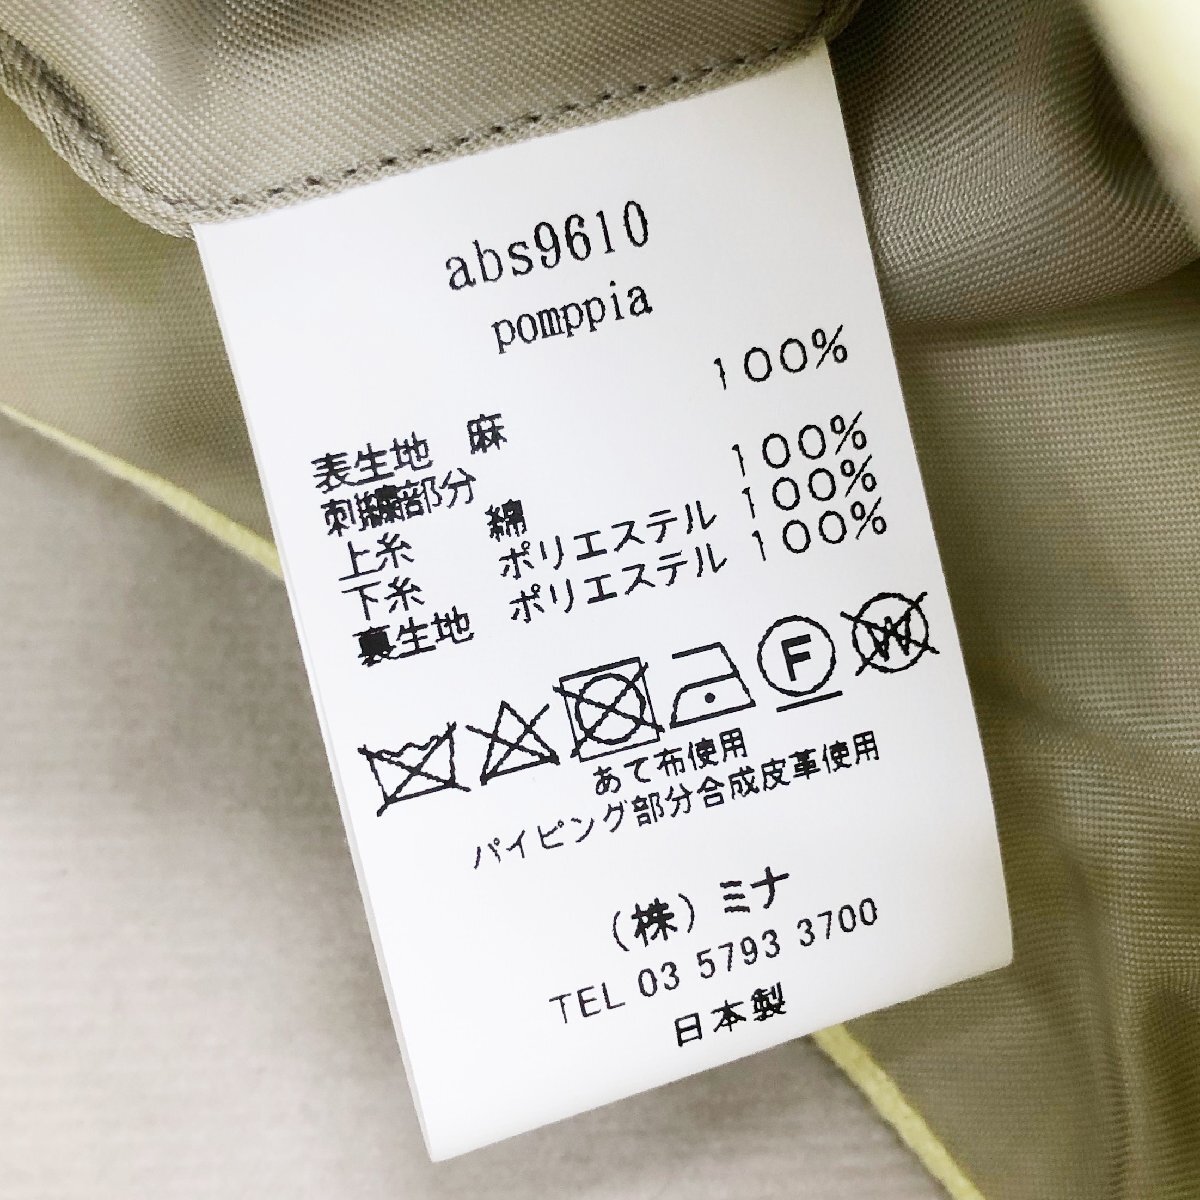 abs9610
pomppia
100%
表生地 麻
刺繍部分
上糸 綿 100%
下糸 ポリエステル 100%
裏生地 ポリエステル 100%
F
W
あて布使用
パイピング部分合成皮革使用
(株) ミナ
TEL 03 5793 3700
日本製